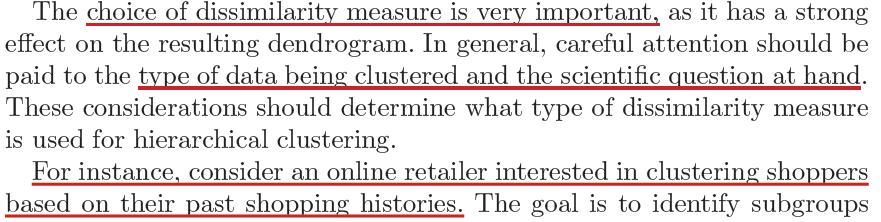 The choice of dissimilarity measure is very important, as it has a strong
effect on the resulting dendrogram. In general, careful attention should be
paid to the type of data being clustered and the scientific question at hand.
These considerations should determine what type of dissimilarity measure
is used for hierarchical clustering.
For instance, consider an online retailer interested in clustering shoppers
based on their past shopping histories. The goal is to identify subgroups